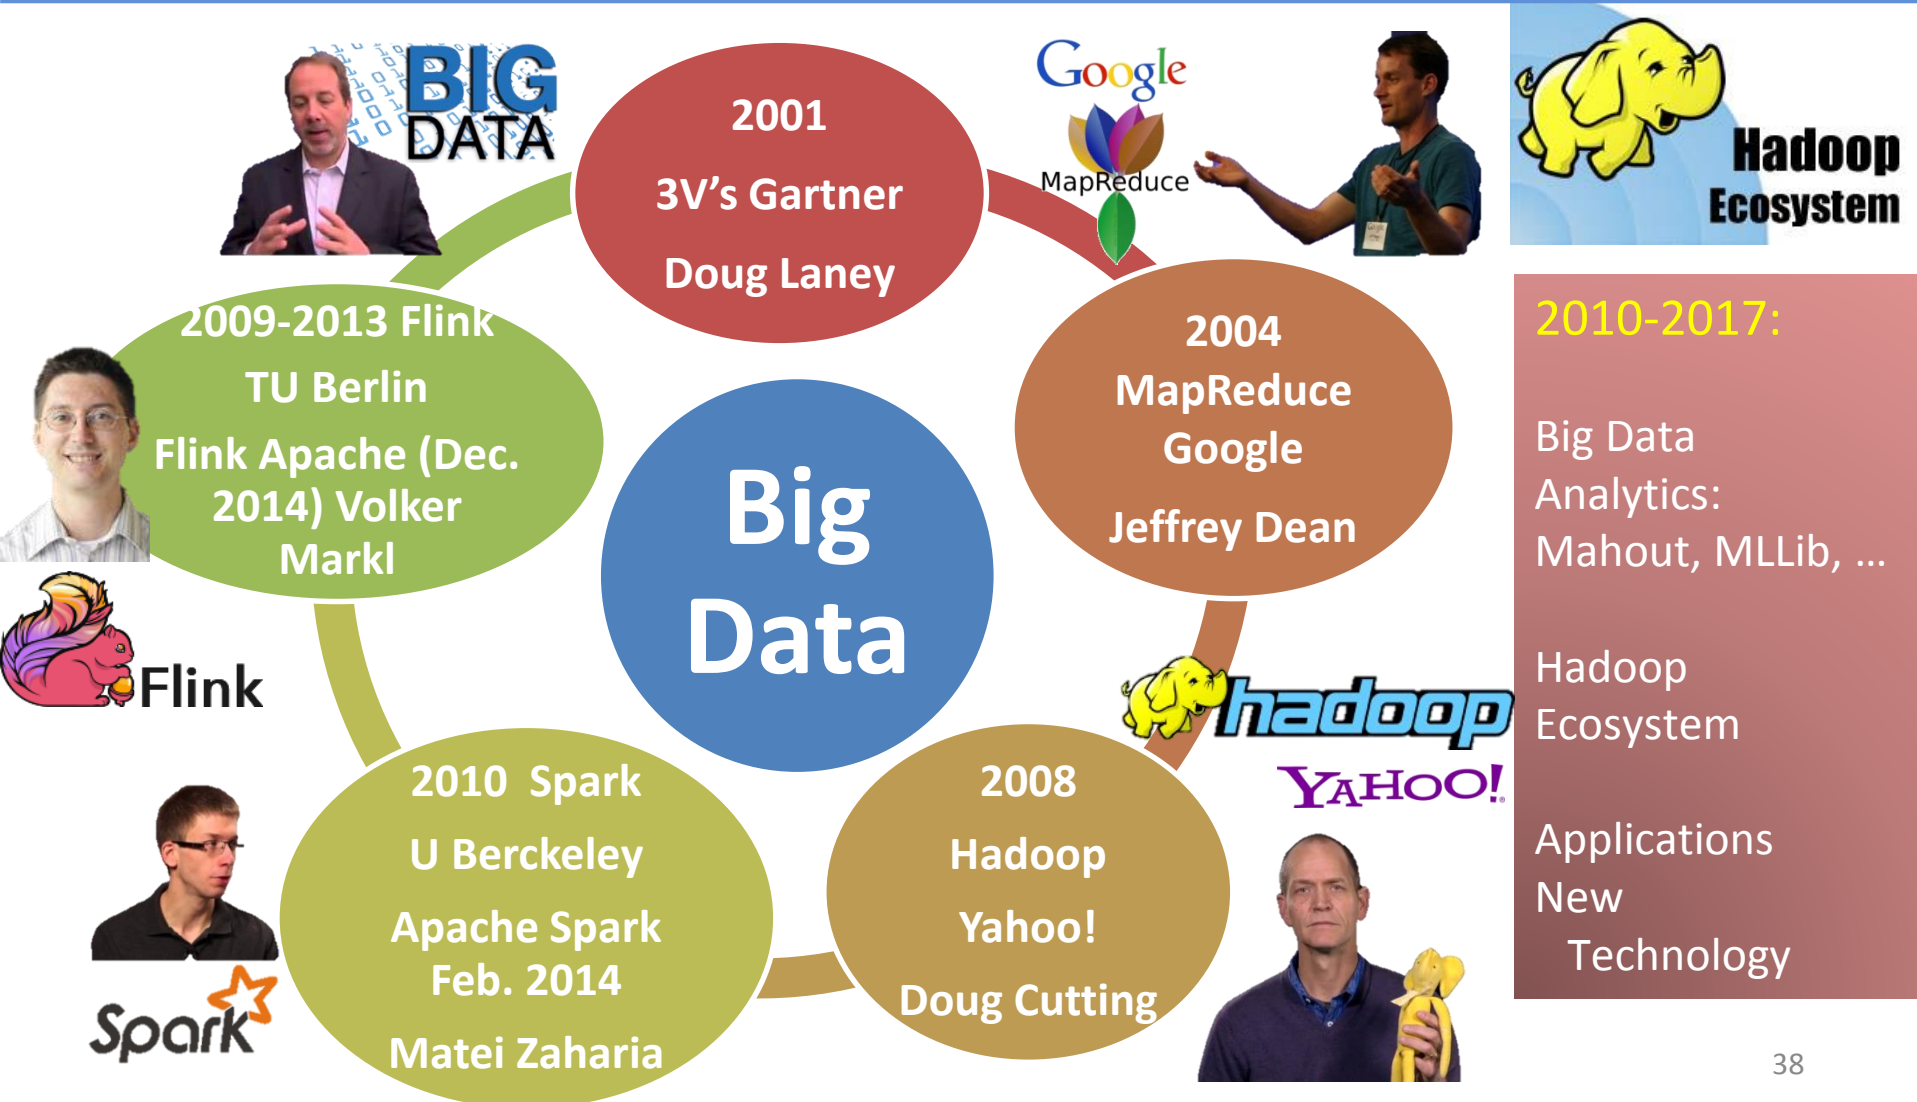 BIG
DATA
2001
3V's Gartner
Doug Laney
Google
MapReduce
Hadoop
Ecosystem
2004
MapReduce
Google
Jeffrey Dean
hadoop
YAHOO!
2008
Hadoop
Yahoo!
Doug Cutting
2010 Spark
U Berckeley
Apache Spark
Feb. 2014
Matei Zaharia
Spark
2009-2013 Flink
TU Berlin
Flink Apache (Dec.
2014) Volker
Markl
Flink
Big
Data
2010-2017:
Big Data
Analytics:
Mahout, MLLib, ...
Hadoop
Ecosystem
Applications
New
Technology
38